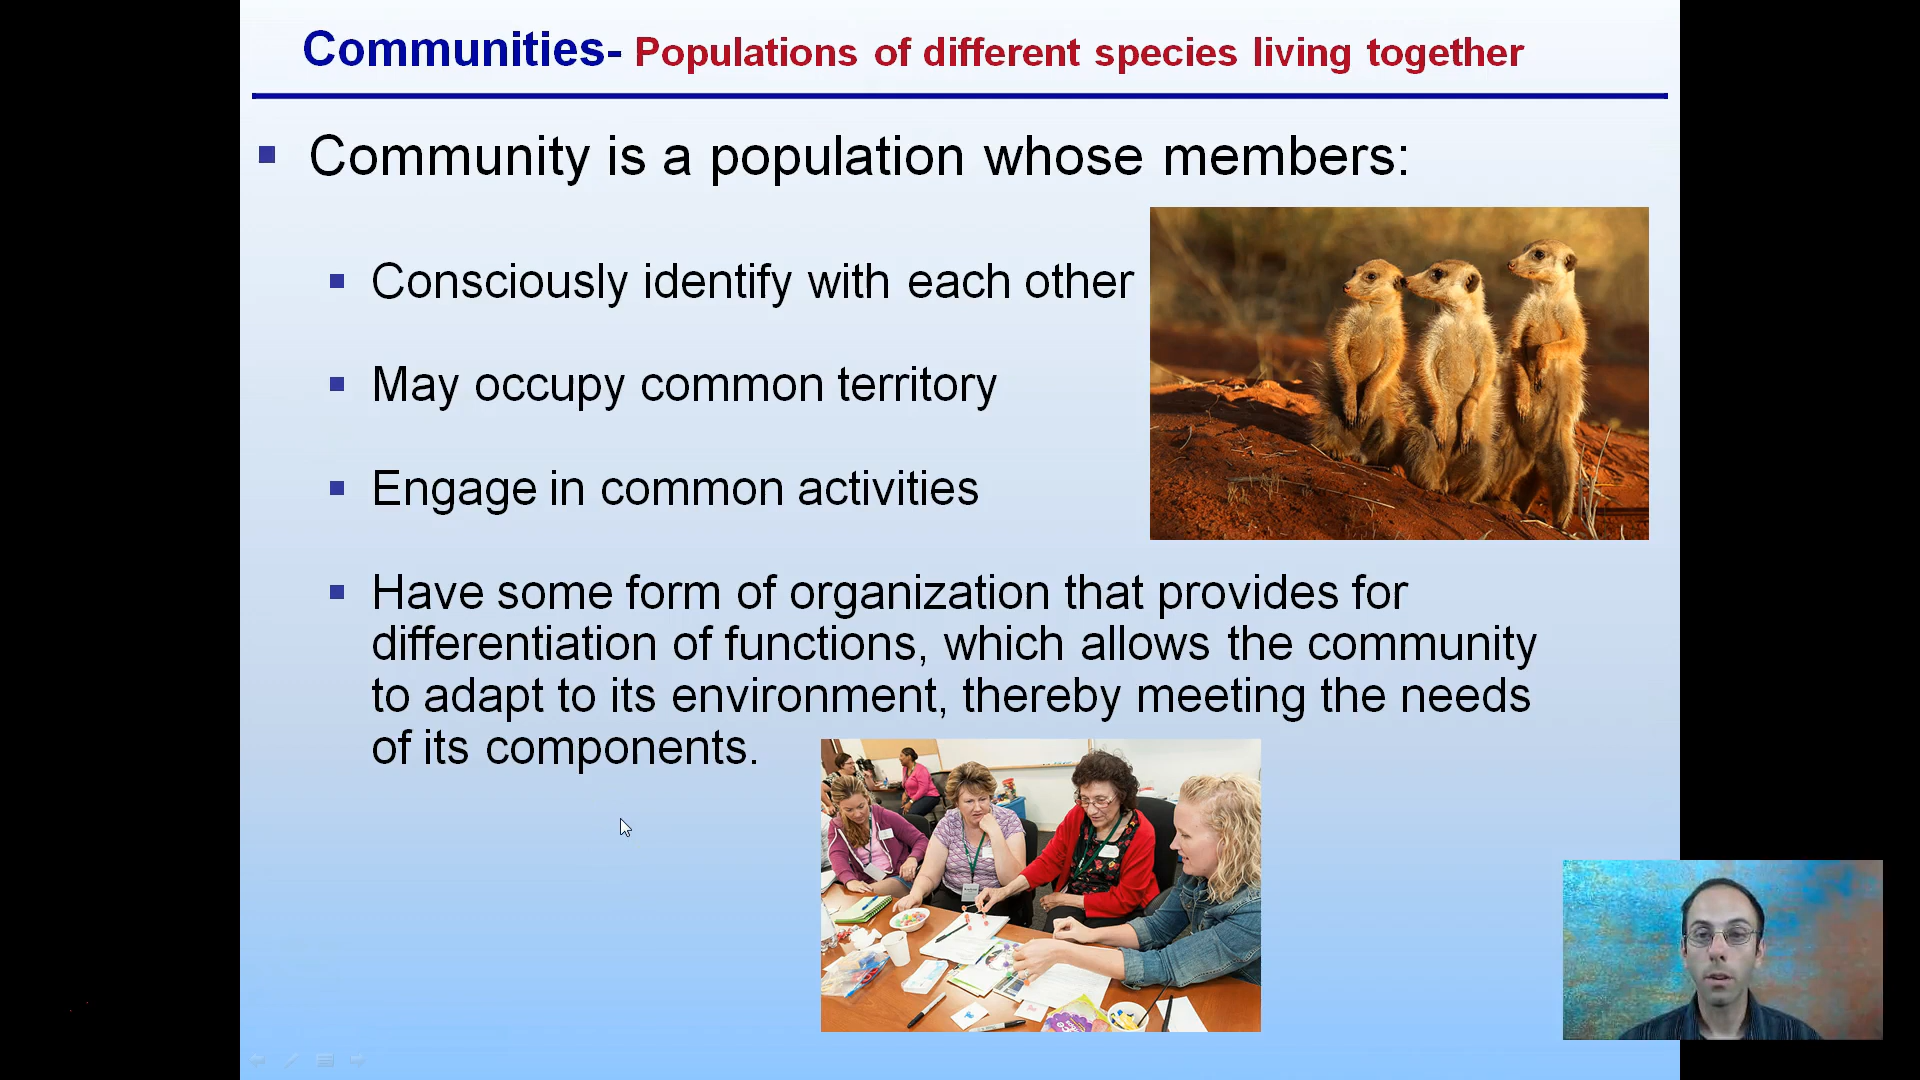 Communities- Populations of different species living together
Community is a population whose members:
Consciously identify with each other
May occupy common territory
Engage in common activities
Have some form of organization that provides for
differentiation of functions, which allows the community
to adapt to its environment, thereby meeting the needs
of its components.